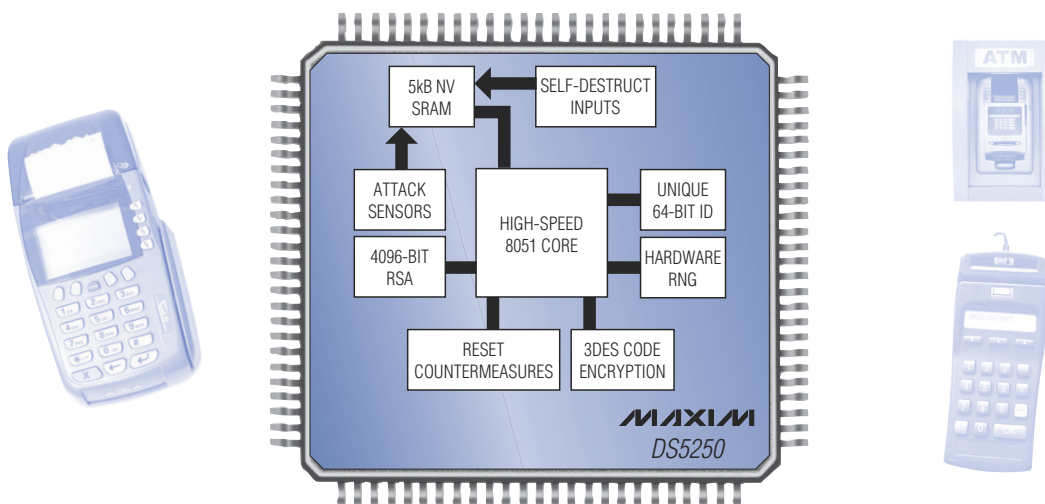 5kB NV
SRAM
SELF-DESTRUCT
INPUTS
ATM
ATTACK
SENSORS
HIGH-SPEED
8051 CORE
UNIQUE
64-BIT ID
4096-BIT
RSA
HARDWARE
RNG
RESET
COUNTERMEASURES
3DES CODE
ENCRYPTION
MAXIM
DS5250